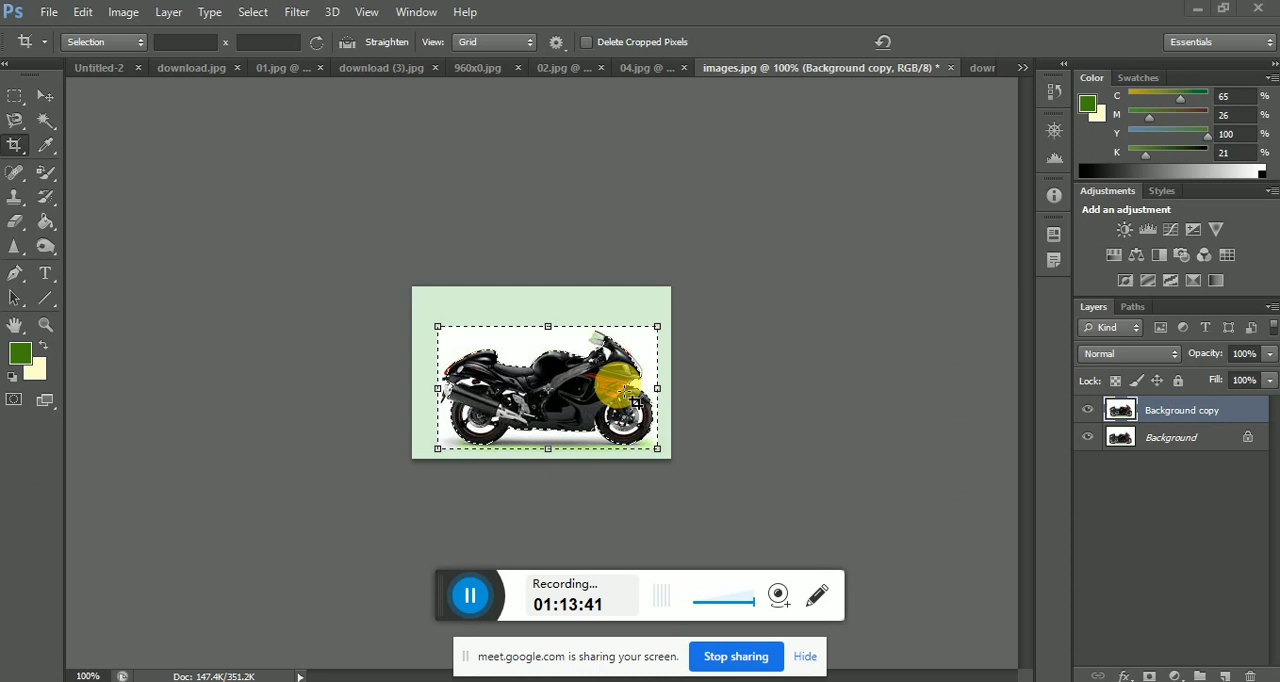 Ps File Edit Image Layer Type Select Filter 3D View Window Help
Selection x Straighten View: Grid Delete Cropped Pixels Essentials
Untitled-2 × download.jpg × 01.jpg @ ... × download (3).jpg × 960x0.jpg × 02.jpg @ ... × 04.jpg @ ... × images.jpg @ 100% (Background copy, RGB/8) * × down >>
Color Swatches
C 65 %
M 26 %
Y 100 %
K 21 %
Adjustments Styles
Add an adjustment
Layers Paths
Kind T
Normal Opacity: 100%
Lock: Fill: 100%
Background copy
Background
Recording...
01:13:41
meet.google.com is sharing your screen. Stop sharing Hide
100% Doc: 147.4K/351.2K fx